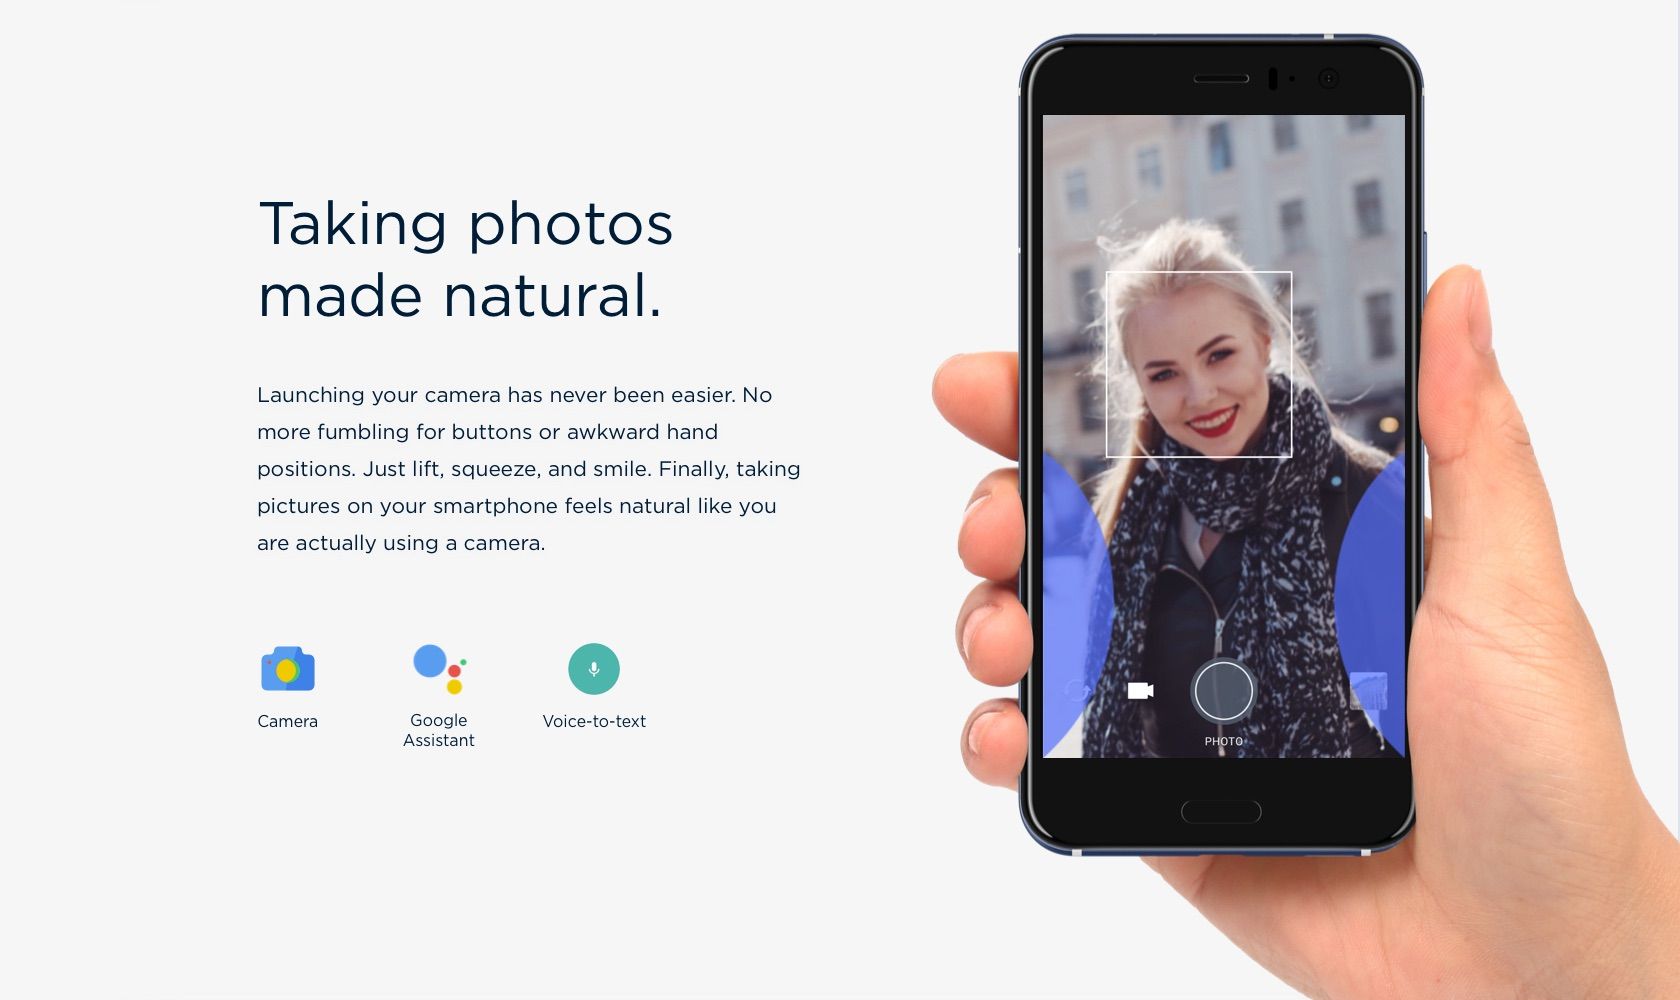 Taking photos
made natural.
Launching your camera has never been easier. No
more fumbling for buttons or awkward hand
positions. Just lift, squeeze, and smile. Finally, taking
pictures on your smartphone feels natural like you
are actually using a camera.
Camera
Google
Assistant
Voice-to-text
PHOTO